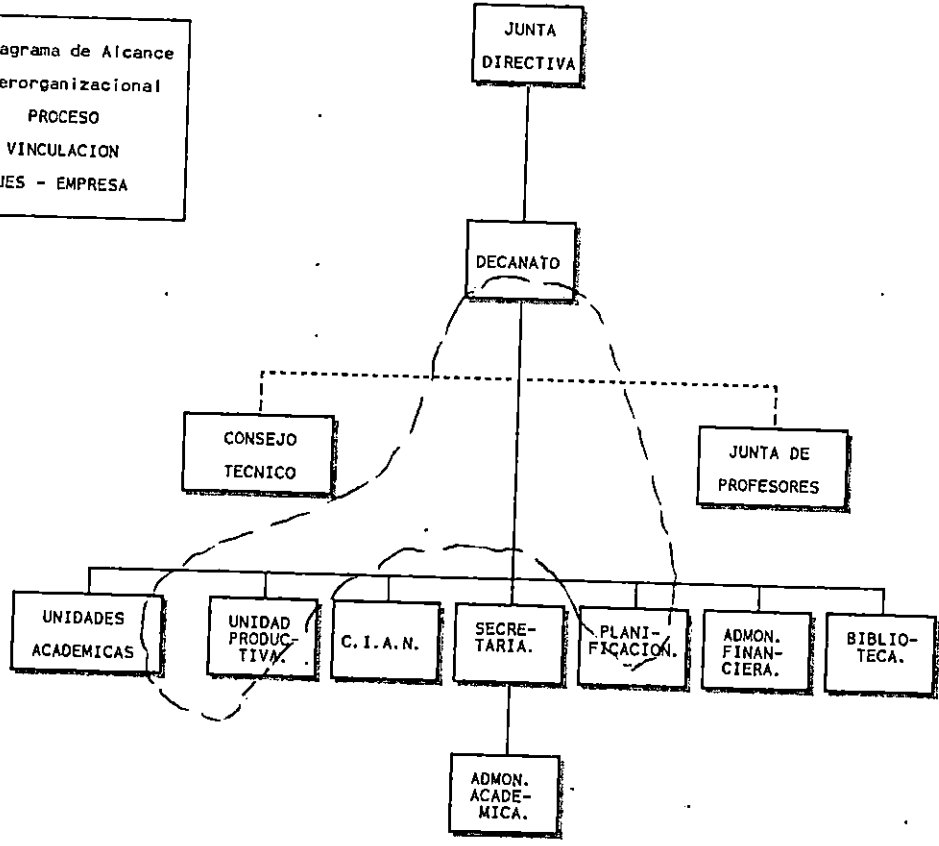 agrama de Alcance
erorganizacional
PROCESO
VINCULACION
UES - EMPRESA
JUNTA
DIRECTIVA
DECANATO
CONSEJO
TECNICO
JUNTA DE
PROFESORES
UNIDADES
ACADEMICAS
UNIDAD
PRODUC-
TIVA.
C.I.A.N.
SECRE-
TARIA.
PLANI-
FICACION.
ADMON.
FINAN-
CIERA.
BIBLIO-
TECA.
ADMON.
ACADE-
MICA.